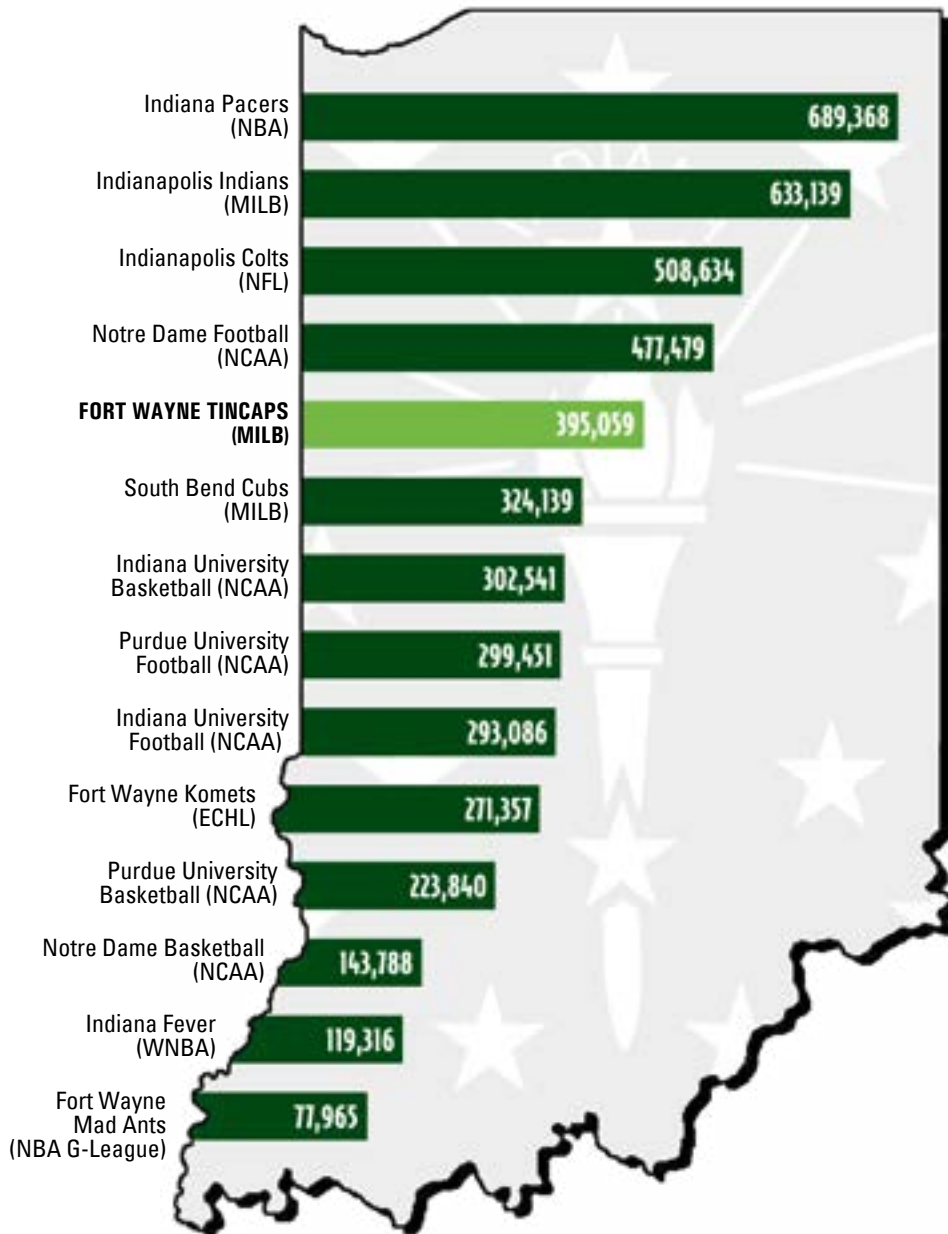 Indiana Pacers
(NBA)
689,368
Indianapolis Indians
(MILB)
633,139
Indianapolis Colts
(NFL)
508,634
Notre Dame Football
(NCAA)
477,479
FORT WAYNE TINCAPS
(MILB)
395,059
South Bend Cubs
(MILB)
324,139
Indiana University
Basketball (NCAA)
302,541
Purdue University
Football (NCAA)
299,451
Indiana University
Football (NCAA)
293,086
Fort Wayne Komets
(ECHL)
271,357
Purdue University
Basketball (NCAA)
223,840
Notre Dame Basketball
(NCAA)
143,788
Indiana Fever
(WNBA)
119,316
Fort Wayne
Mad Ants
(NBA G-League)
77,965